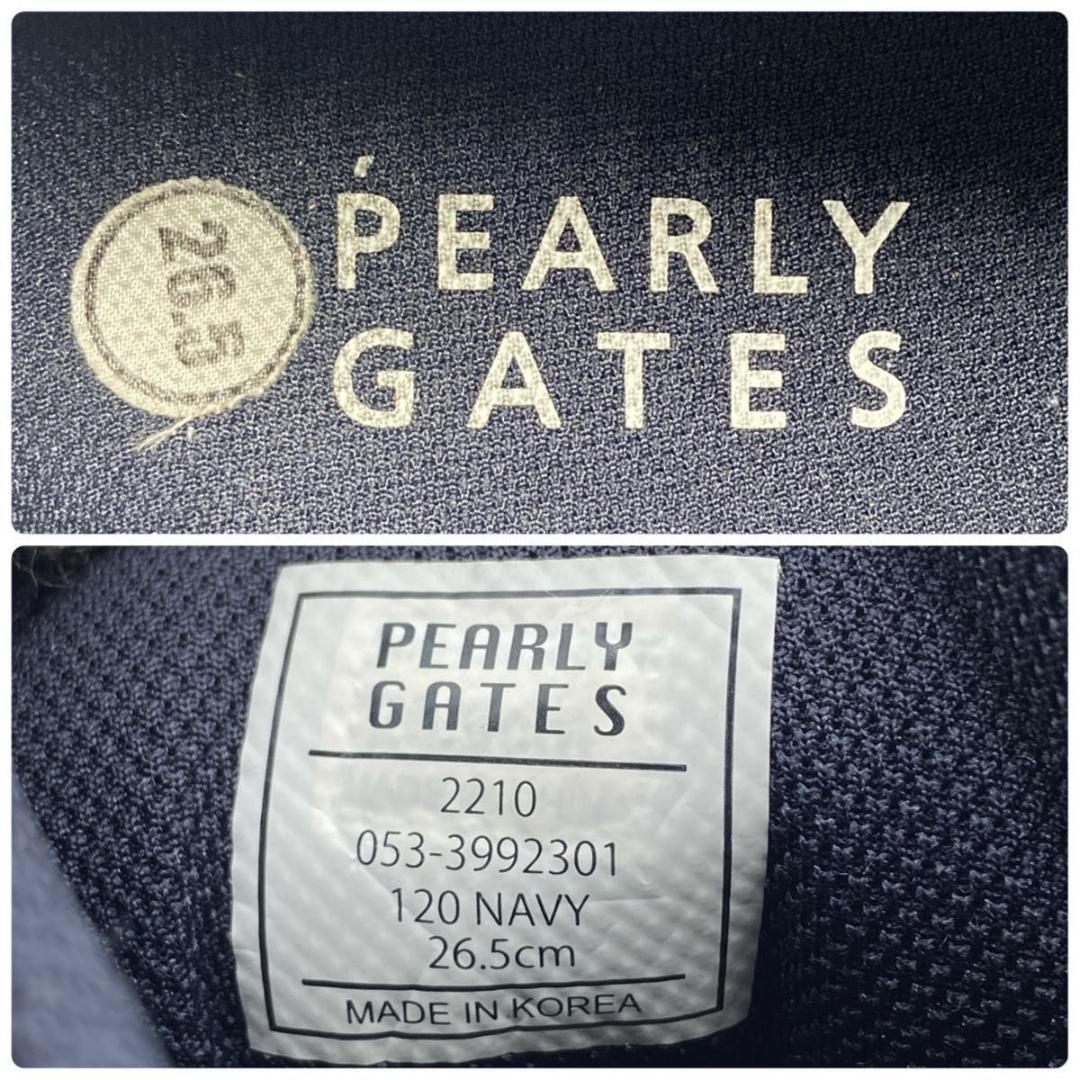 26.5
PEARLY
GATES
PEARLY
GATES
2210
053-3992301
120 NAVY
26.5cm
MADE IN KOREA